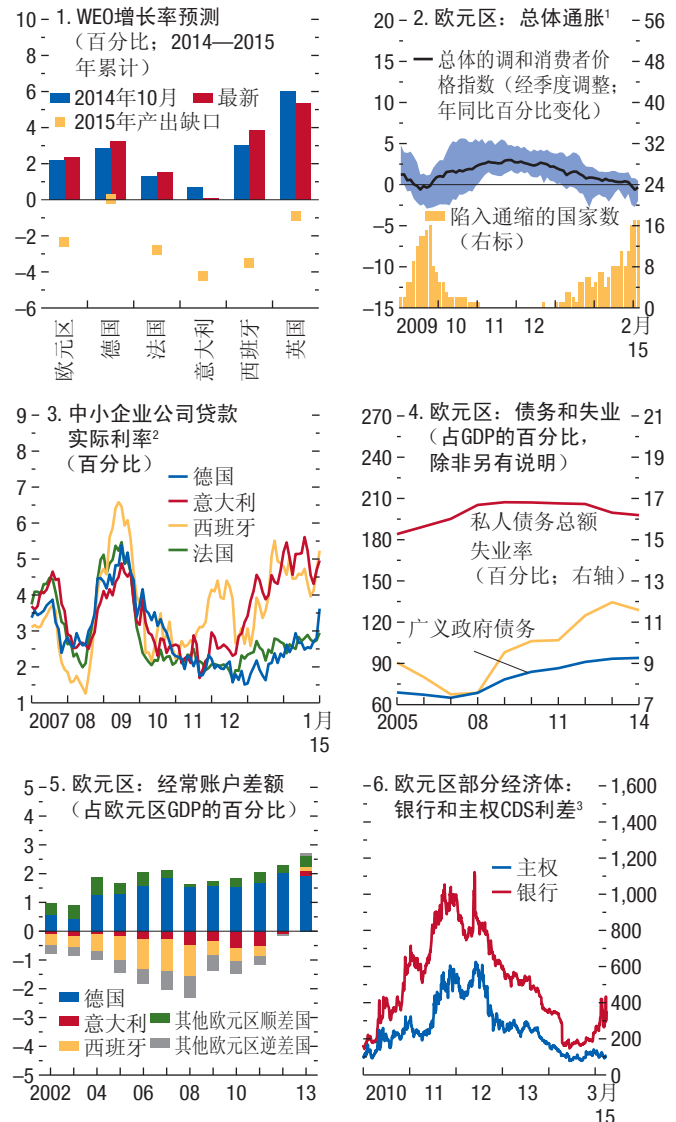 1. WEO增长率预测
（百分比；2014—2015
年累计）
2014年10月 最新
2015年产出缺口
10
8
6
4
2
0
−2
−4
−6
欧元区 德国 法国 意大利 西班牙 英国
2. 欧元区：总体通胀¹
总体的调和消费者价
格指数（经季度调整；
年同比百分比变化）
陷入通缩的国家数
（右标）
20
15
10
5
0
−5
−10
−15
56
48
40
32
24
16
8
0
2009 10 11 12 2月
15
3. 中小企业公司贷款
实际利率²
（百分比）
德国
意大利
西班牙
法国
9
8
7
6
5
4
3
2
1
2007 08 09 10 11 12 1月
15
4. 欧元区：债务和失业
（占GDP的百分比，
除非另有说明）
私人债务总额
失业率
（百分比；右轴）
广义政府债务
270
240
210
180
150
120
90
60
21
19
17
15
13
11
9
7
2005 08 11 14
5. 欧元区：经常账户差额
（占欧元区GDP的百分比）
德国
意大利 其他欧元区顺差国
西班牙 其他欧元区逆差国
5
4
3
2
1
0
−1
−2
−3
−4
−5
2002 04 06 08 10 12 13
6. 欧元区部分经济体：
银行和主权CDS利差³
主权
银行
1,600
1,400
1,200
1,000
800
600
400
200
0
2010 11 12 13 3月
15